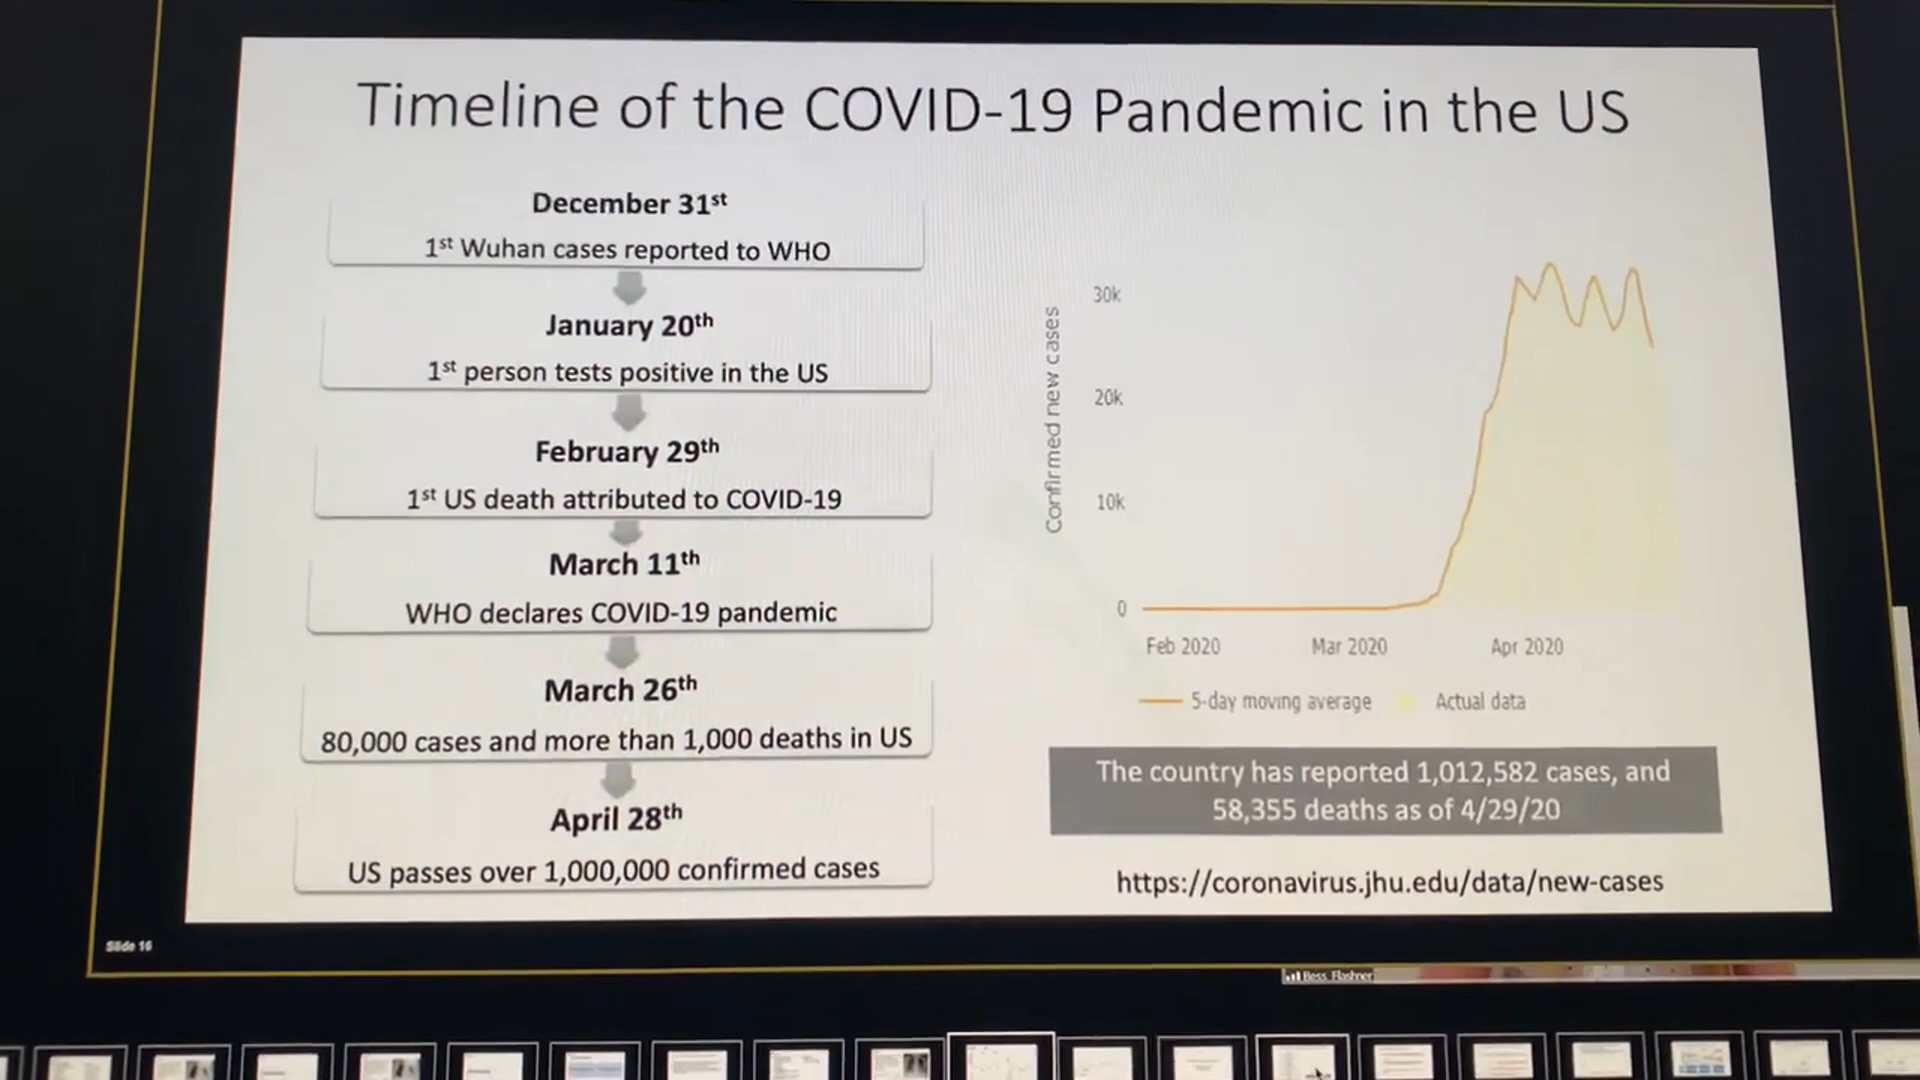 Timeline of the COVID-19 Pandemic in the US
December 31st
1st Wuhan cases reported to WHO
January 20th
1st person tests positive in the US
February 29th
1st US death attributed to COVID-19
March 11th
WHO declares COVID-19 pandemic
March 26th
80,000 cases and more than 1,000 deaths in US
April 28th
US passes over 1,000,000 confirmed cases
Confirmed new cases
30k
20k
10k
0
Feb 2020 Mar 2020 Apr 2020
5-day moving average Actual data
The country has reported 1,012,582 cases, and
58,355 deaths as of 4/29/20
https://coronavirus.jhu.edu/data/new-cases
Slide 16
Bess Flashner